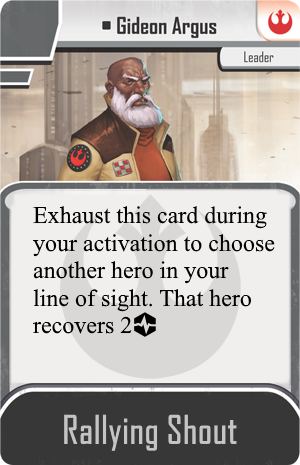 ▪ Gideon Argus
Leader
Exhaust this card during
your activation to choose
another hero in your
line of sight. That hero
recovers 2
Rallying Shout